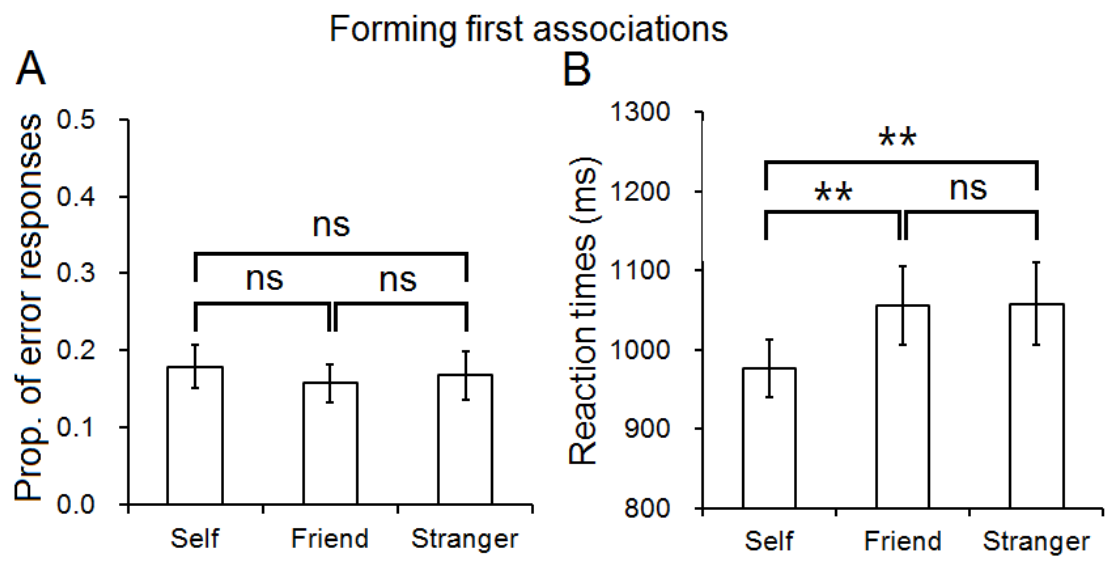 Forming first associations
A
Prop. of error responses
0.5
0.4
0.3
0.2
0.1
0.0
ns
ns
ns
Self
Friend
Stranger
B
Reaction times (ms)
1300
1200
1100
1000
900
800
**
**
ns
Self
Friend
Stranger